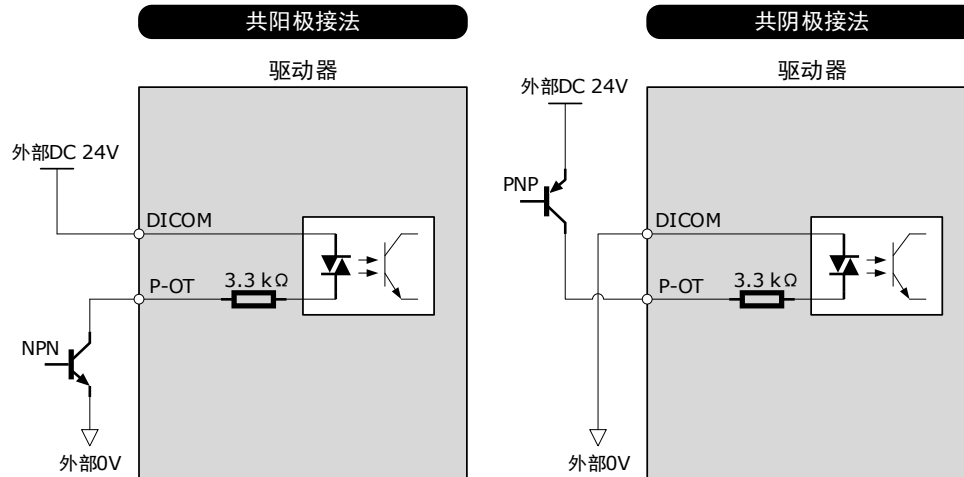 共阳极接法
驱动器
外部DC 24V
DICOM
P-OT
3.3 kΩ
NPN
外部0V
共阴极接法
驱动器
外部DC 24V
PNP
DICOM
P-OT
3.3 kΩ
外部0V